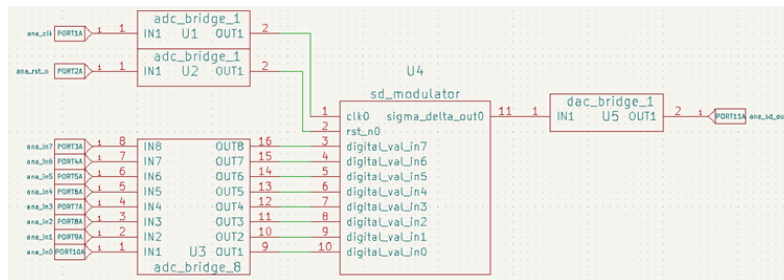 adc_bridge_1
ana_clk PORT1A 1 1 IN1 U1 OUT1 2
adc_bridge_1
ana_rst_n PORT2A 1 1 IN1 U2 OUT1 2
U4
sd_modulator
dac_bridge_1
1 clk0 sigma_delta_out0 11 1 IN1 U5 OUT1 2 1 PORT11A ana_sd_ou
2 rst_n0
ana_in7 PORT3A 1 8 IN8 OUT8 16 3 digital_val_in7
ana_in6 PORT4A 1 7 IN7 OUT7 15 4 digital_val_in6
ana_in5 PORT5A 1 6 IN6 OUT6 14 5 digital_val_in5
ana_in4 PORT6A 1 5 IN5 OUT5 13 6 digital_val_in4
ana_in3 PORT7A 1 4 IN4 OUT4 12 7 digital_val_in3
ana_in2 PORT8A 1 3 IN3 OUT3 11 8 digital_val_in2
ana_in1 PORT9A 1 2 IN2 OUT2 10 9 digital_val_in1
ana_in0 PORT10A 1 1 IN1 U3 OUT1 9 10 digital_val_in0
adc_bridge_8